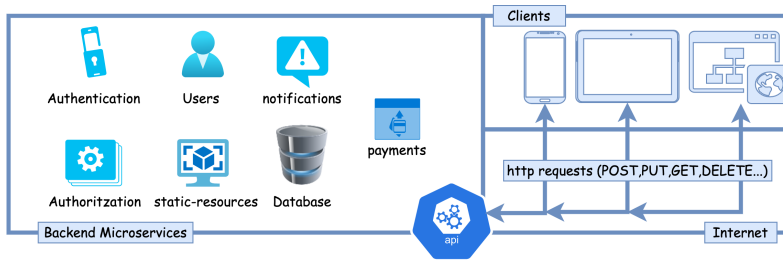 Clients
Authentication
Users
notifications
payments
Authoritzation
static-resources
Database
http requests (POST,PUT,GET,DELETE...)
Backend Microservices
api
Internet